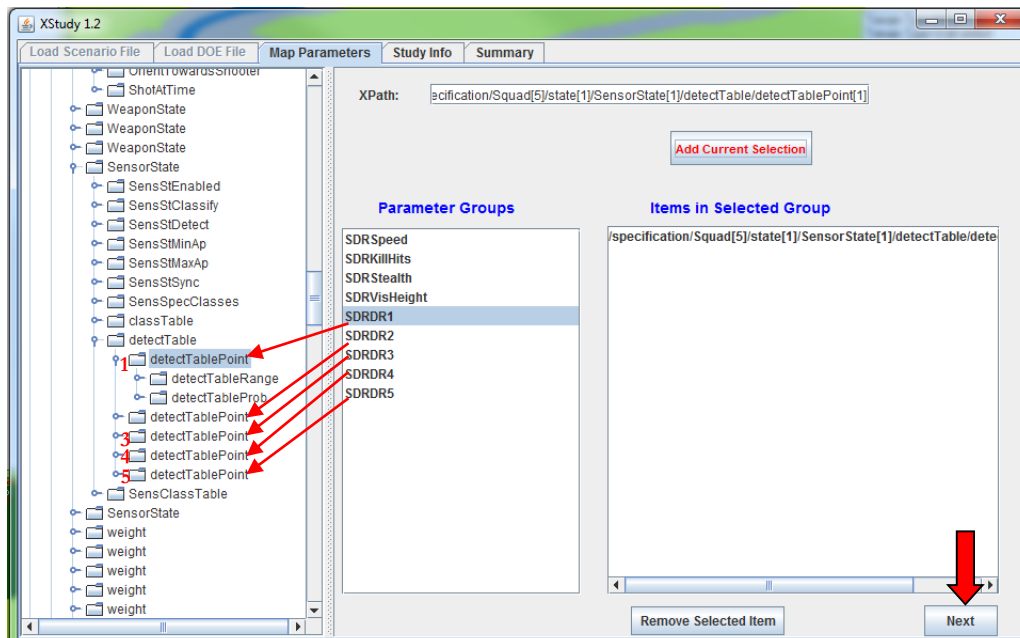 XStudy 1.2
Load Scenario File
Load DOE File
Map Parameters
Study Info
Summary
OrientTowardsShooter
ShotAtTime
WeaponState
WeaponState
WeaponState
SensorState
SensStEnabled
SensStClassify
SensStDetect
SensStMinAp
SensStMaxAp
SensStSync
SensSpecClasses
classTable
detectTable
1 detectTablePoint
detectTableRange
detectTableProb
detectTablePoint
3 detectTablePoint
4 detectTablePoint
5 detectTablePoint
SensClassTable
SensorState
weight
weight
weight
weight
weight
XPath:
ecification/Squad[5]/state[1]/SensorState[1]/detectTable/detectTablePoint[1]
Add Current Selection
Parameter Groups
SDRSpeed
SDRKillHits
SDRStealth
SDRVisHeight
SDRDR1
SDRDR2
SDRDR3
SDRDR4
SDRDR5
Items in Selected Group
/specification/Squad[5]/state[1]/SensorState[1]/detectTable/dete
Remove Selected Item
Next